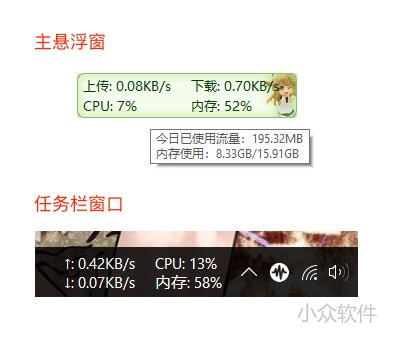 主悬浮窗
上传: 0.08KB/s 下载: 0.70KB/s
CPU: 7% 内存: 52%
今日已使用流量：195.32MB
内存使用：8.33GB/15.91GB
任务栏窗口
↑: 0.42KB/s CPU: 13%
↓: 0.07KB/s 内存: 58%
小众软件